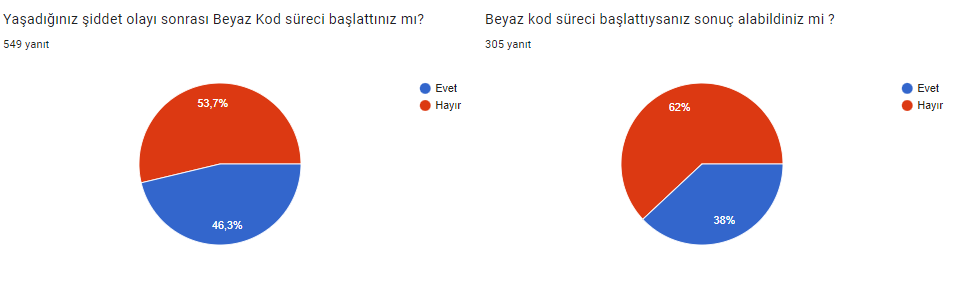 Yaşadığınız şiddet olayı sonrası Beyaz Kod süreci başlattınız mı?
549 yanıt
Evet
Hayır
53,7%
46,3%
Beyaz kod süreci başlattıysanız sonuç alabildiniz mi ?
305 yanıt
Evet
Hayır
62%
38%